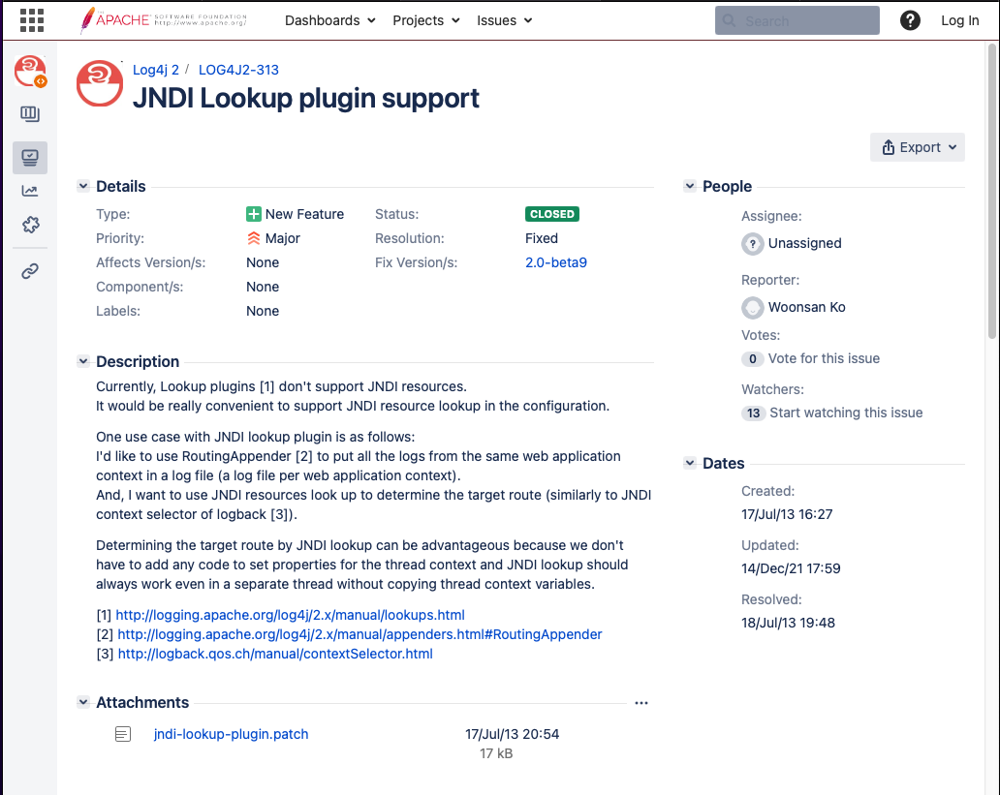 THE
APACHE SOFTWARE FOUNDATION
http://www.apache.org/
Dashboards Projects Issues Search ? Log In
Log4j 2 / LOG4J2-313
JNDI Lookup plugin support
Export
Details
Type: New Feature Status: CLOSED
Priority: Major Resolution: Fixed
Affects Version/s: None Fix Version/s: 2.0-beta9
Component/s: None
Labels: None
Description
Currently, Lookup plugins [1] don't support JNDI resources.
It would be really convenient to support JNDI resource lookup in the configuration.
One use case with JNDI lookup plugin is as follows:
I'd like to use RoutingAppender [2] to put all the logs from the same web application
context in a log file (a log file per web application context).
And, I want to use JNDI resources look up to determine the target route (similarly to JNDI
context selector of logback [3]).
Determining the target route by JNDI lookup can be advantageous because we don't
have to add any code to set properties for the thread context and JNDI lookup should
always work even in a separate thread without copying thread context variables.
[1] http://logging.apache.org/log4j/2.x/manual/lookups.html
[2] http://logging.apache.org/log4j/2.x/manual/appenders.html#RoutingAppender
[3] http://logback.qos.ch/manual/contextSelector.html
Attachments
jndi-lookup-plugin.patch 17/Jul/13 20:54
17 kB
People
Assignee:
? Unassigned
Reporter:
Woonsan Ko
Votes:
0 Vote for this issue
Watchers:
13 Start watching this issue
Dates
Created:
17/Jul/13 16:27
Updated:
14/Dec/21 17:59
Resolved:
18/Jul/13 19:48